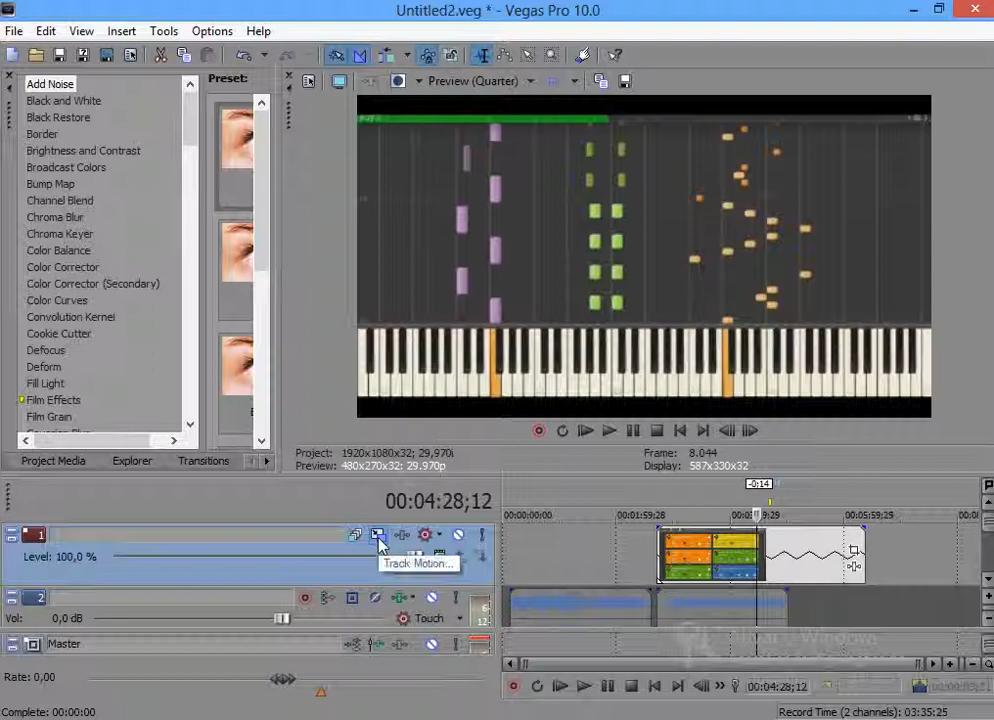 Untitled2.veg * - Vegas Pro 10.0
File Edit View Insert Tools Options Help
Add Noise
Black and White
Black Restore
Border
Brightness and Contrast
Broadcast Colors
Bump Map
Channel Blend
Chroma Blur
Chroma Keyer
Color Balance
Color Corrector
Color Corrector (Secondary)
Color Curves
Convolution Kernel
Cookie Cutter
Defocus
Deform
Fill Light
Film Effects
Film Grain
Preset:
Preview (Quarter)
Project Media Explorer Transitions
Project: 1920x1080x32; 29,970i
Preview: 480x270x32; 29.970p
Frame: 8.044
Display: 587x330x32
00:04:28;12
-0;14
00:00:00;00 00:01:59;28 00:05:59;29
1
Level: 100,0 %
Track Motion...
2
Vol: 0,0 dB Touch
6
12
Master
Rate: 0,00
00:04:28;12
Complete: 00:00:00
Record Time (2 channels): 03:35:25